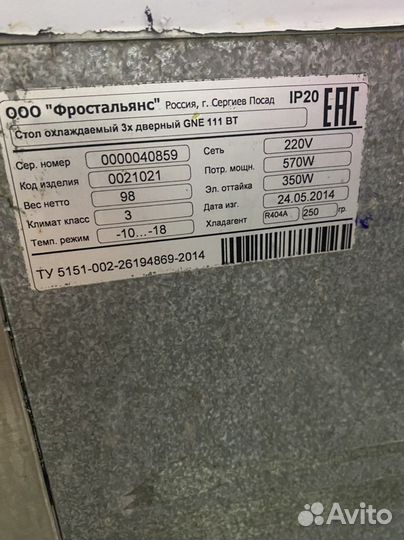 ООО "Фростальянс" Россия, г. Сергиев Посад IP20 EAC
Стол охлаждаемый 3х дверный GNE 111 BT
Сер. номер 0000040859 Сеть 220V
Код изделия 0021021 Потр. мощн. 570W
Вес нетто 98 Эл. оттайка 350W
Климат класс 3 Дата изг. 24.05.2014
Темп. режим -10...-18 Хладагент R404A 250 гр.
ТУ 5151-002-26194869-2014
Avito